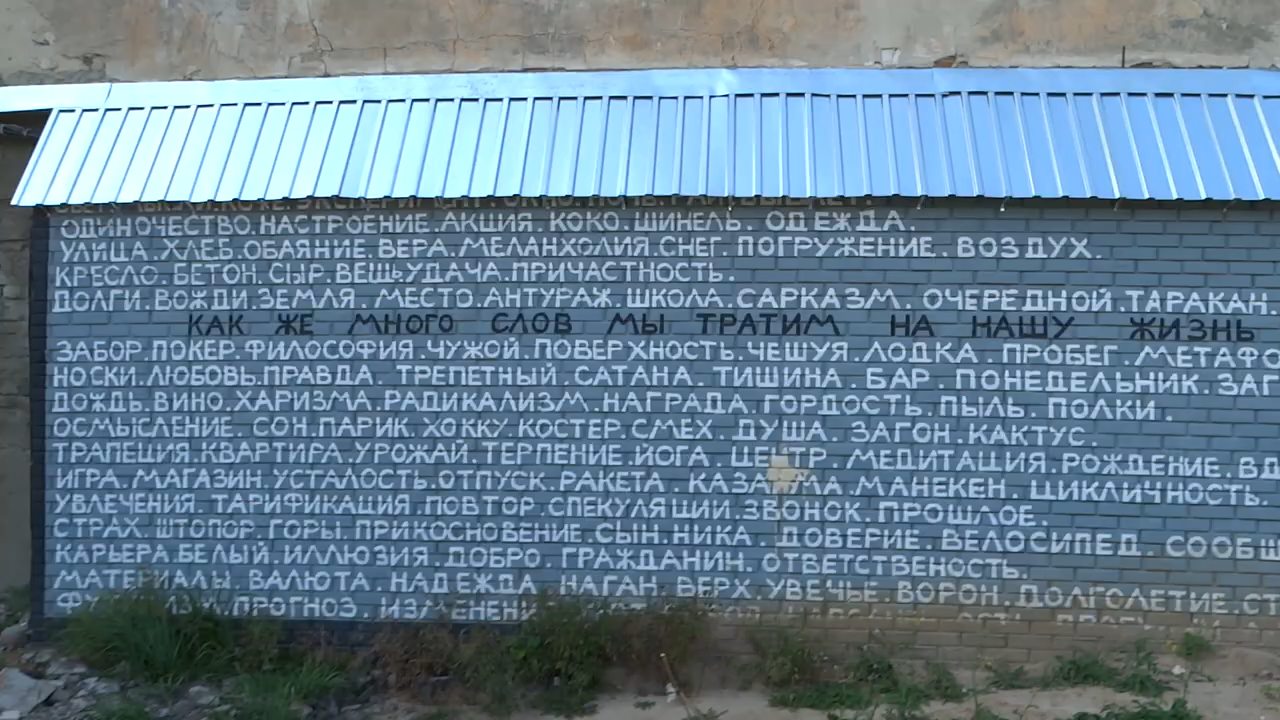 ОДИНОЧЕСТВО.НАСТРОЕНИЕ.АКЦИЯ. КОКО. ШИНЕЛЬ. ОДЕЖДА.
УЛИЦА.ХЛЕБ.ОБАЯНИЕ.ВЕРА.МЕЛАНХОЛИЯ.СНЕГ. ПОГРУЖЕНИЕ. ВОЗДУХ.
КРЕСЛО. БЕТОН. СЫР. ВЕЩЬ.УДАЧА.ПРИЧАСТНОСТЬ.
ДОЛГИ.ВОЖДИ.ЗЕМЛЯ. МЕСТО.АНТУРАЖ.ШКОЛА.САРКАЗМ. ОЧЕРЕДНОЙ.ТАРАКАН.
КАК ЖЕ МНОГО СЛОВ МЫ ТРАТИМ НА НАШУ ЖИЗНЬ
ЗАБОР.ПОКЕР.ФИЛОСОФИЯ.ЧУЖОЙ.ПОВЕРХНОСТЬ.ЧЕШУЯ.ЛОДКА. ПРОБЕГ. МЕТАФО
НОСКИ.ЛЮБОВЬ.ПРАВДА. ТРЕПЕТНЫЙ.САТАНА. ТИШИНА. БАР. ПОНЕДЕЛЬНИК. ЗАГ
ДОЖДЬ.ВИНО.ХАРИЗМА.РАДИКАЛИЗМ.НАГРАДА.ГОРДОСТЬ.ПЫЛЬ. ПОЛКИ.
ОСМЫСЛЕНИЕ. СОН.ПАРИК. ХОККУ.КОСТЕР.СМЕХ. ДУША. ЗАГОН.КАКТУС.
ТРАПЕЦИЯ.КВАРТИРА.УРОЖАЙ.ТЕРПЕНИЕ.ЙОГА. ЦЕНТР. МЕДИТАЦИЯ.РОЖДЕНИЕ. ВД
ИГРА. МАГАЗИН.УСТАЛОСТЬ.ОТПУСК.РАКЕТА. МАНЕКЕН. ЦИКЛИЧНОСТЬ.
УВЛЕЧЕНИЯ. ТАРИФИКАЦИЯ.ПОВТОР.СПЕКУЛЯЦИИ.ЗВОНОК. ПРОШЛОЕ.
СТРАХ. ШТОПОР. ГОРЫ. ПРИКОСНОВЕНИЕ. СЫН.НИКА. ДОВЕРИЕ. ВЕЛОСИПЕД. СООБЩ
КАРЬЕРА.БЕЛЫЙ. ИЛЛЮЗИЯ .ДОБРО. ГРАЖДАНИН. ОТВЕТСТВЕНОСТЬ.
МАТЕРИАЛЫ. ВАЛЮТА. НАДЕЖДА. НАГАН. ВЕРХ.УВЕЧЬЕ. ВОРОН. ДОЛГОЛЕТИЕ. СТ
ПРОГНОЗ.